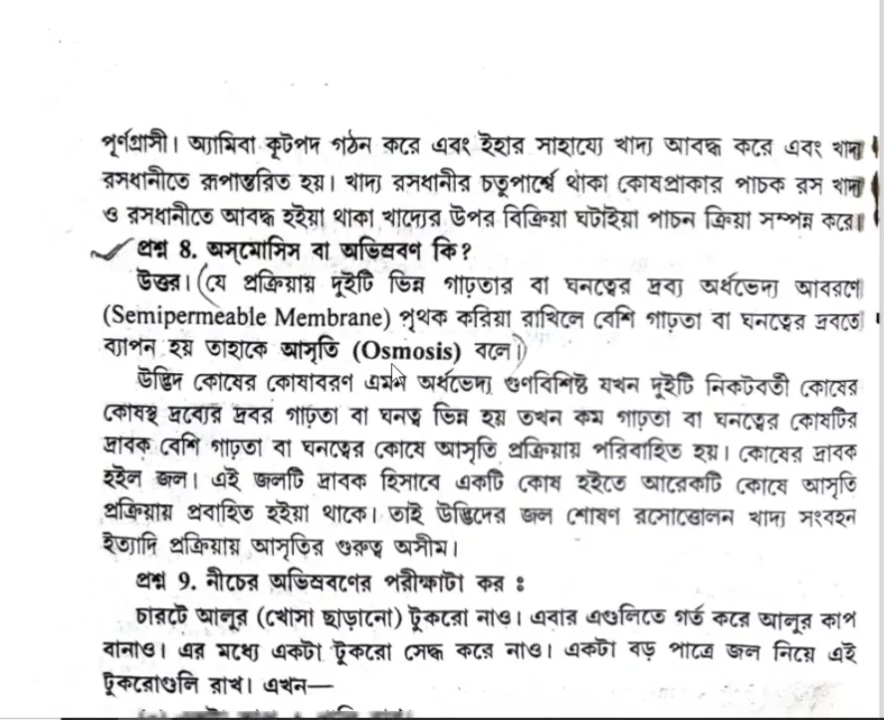 পূর্ণগ্রাসী। অ্যামিবা কূটপদ গঠন করে এবং ইহার সাহায্যে খাদ্য আবদ্ধ করে এবং খাদ্য
রসধানীতে রূপান্তরিত হয়। খাদ্য রসধানীর চতুপার্শ্বে থাকা কোষপ্রাকার পাচক রস খাদ্য
ও রসধানীতে আবদ্ধ হইয়া থাকা খাদ্যের উপর বিক্রিয়া ঘটাইয়া পাচন ক্রিয়া সম্পন্ন করে।
প্রশ্ন 8. অস্‌মোসিস বা অভিস্রবণ কি?
উত্তর। (যে প্রক্রিয়ায় দুইটি ভিন্ন গাঢ়তার বা ঘনত্বের দ্রব্য অর্ধভেদ্য আবরণে
(Semipermeable Membrane) পৃথক করিয়া রাখিলে বেশি গাঢ়তা বা ঘনত্বের দ্রবতে
ব্যাপন হয় তাহাকে আসৃতি (Osmosis) বলে।)
উদ্ভিদ কোষের কোষাবরণ এমন অর্ধভেদ্য গুণবিশিষ্ট যখন দুইটি নিকটবর্তী কোষের
কোষস্থ দ্রব্যের দ্রবর গাঢ়তা বা ঘনত্ব ভিন্ন হয় তখন কম গাঢ়তা বা ঘনত্বের কোষটির
দ্রাবক বেশি গাঢ়তা বা ঘনত্বের কোষে আসৃতি প্রক্রিয়ায় পরিবাহিত হয়। কোষের দ্রাবক
হইল জল। এই জলটি দ্রাবক হিসাবে একটি কোষ হইতে আরেকটি কোষে আসৃতি
প্রক্রিয়ায় প্রবাহিত হইয়া থাকে। তাই উদ্ভিদের জল শোষণ রসোত্তোলন খাদ্য সংবহন
ইত্যাদি প্রক্রিয়ায় আসৃতির গুরুত্ব অসীম।
প্রশ্ন 9. নীচের অভিস্রবণের পরীক্ষাটা কর :
চারটে আলুর (খোসা ছাড়ানো) টুকরো নাও। এবার এগুলিতে গর্ত করে আলুর কাপ
বানাও। এর মধ্যে একটা টুকরো সেদ্ধ করে নাও। একটা বড় পাত্রে জল নিয়ে এই
টুকরোগুলি রাখ। এখন—